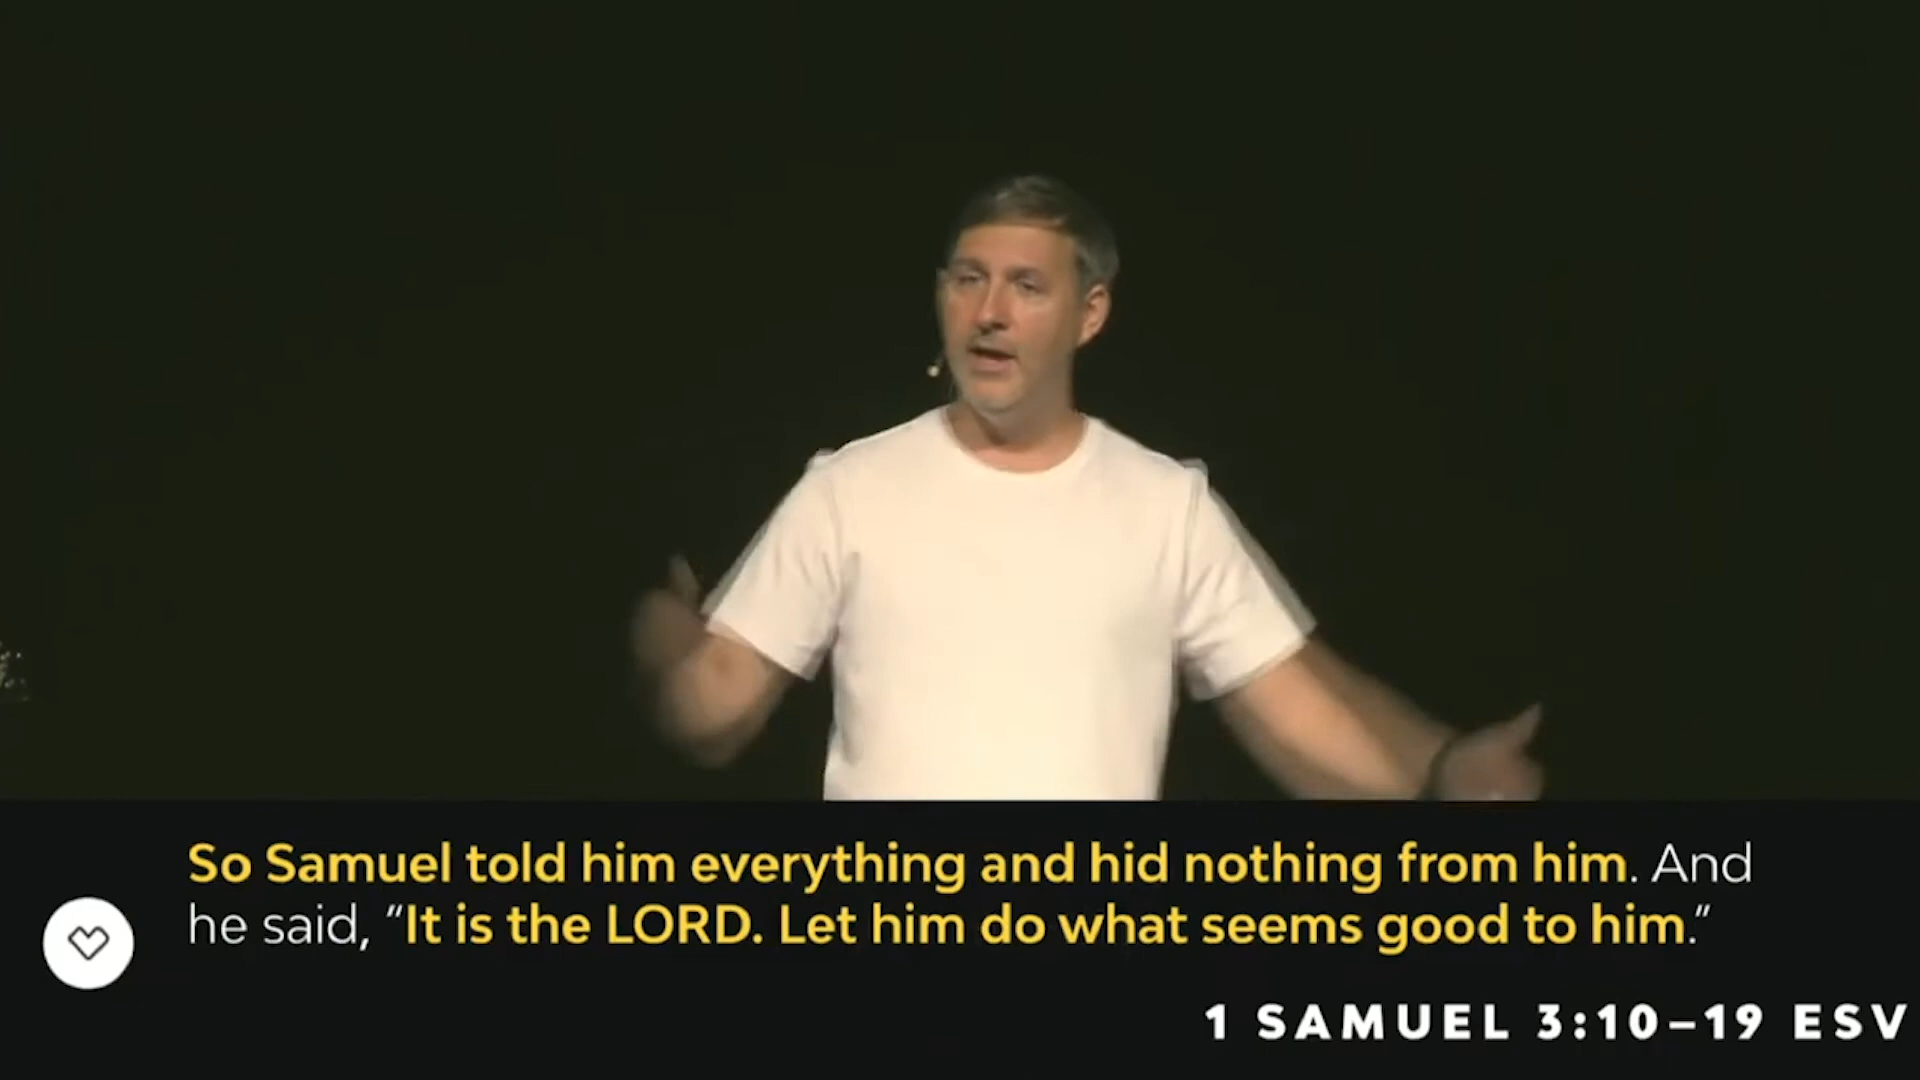 So Samuel told him everything and hid nothing from him. And
he said, “It is the LORD. Let him do what seems good to him.”
1 SAMUEL 3:10–19 ESV